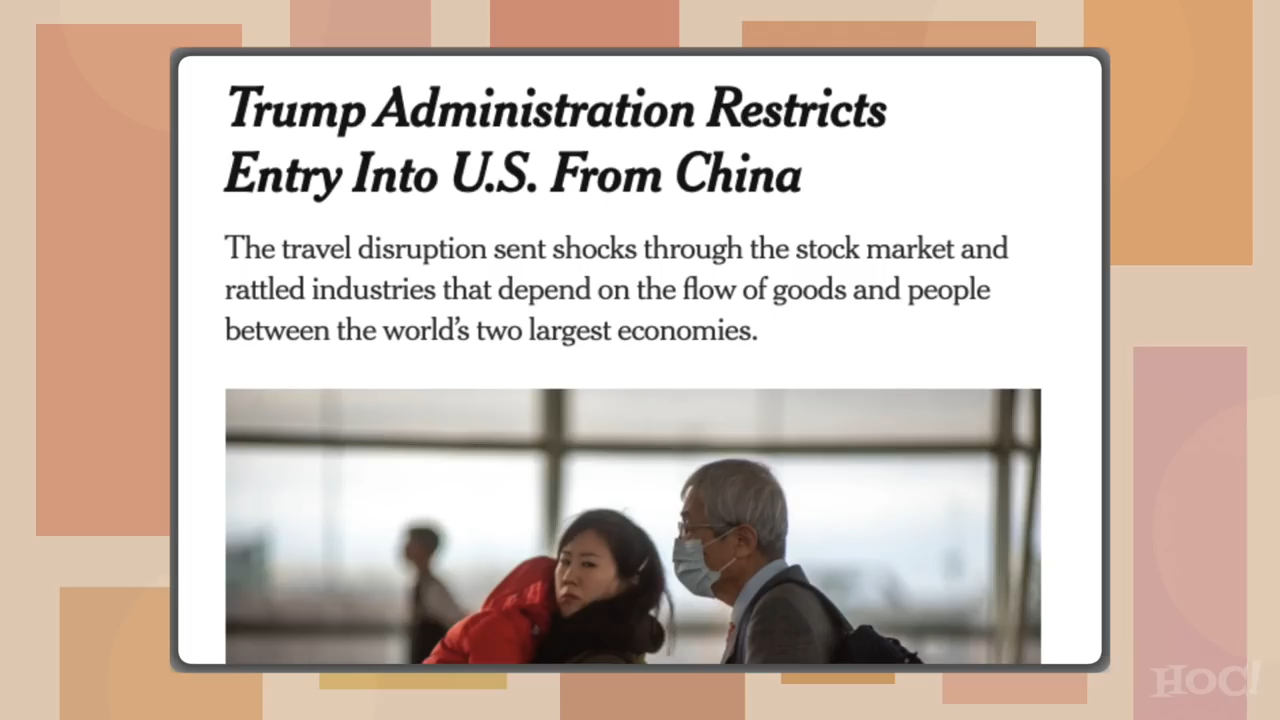 Trump Administration Restricts
Entry Into U.S. From China
The travel disruption sent shocks through the stock market and
rattled industries that depend on the flow of goods and people
between the world’s two largest economies.
HOC!